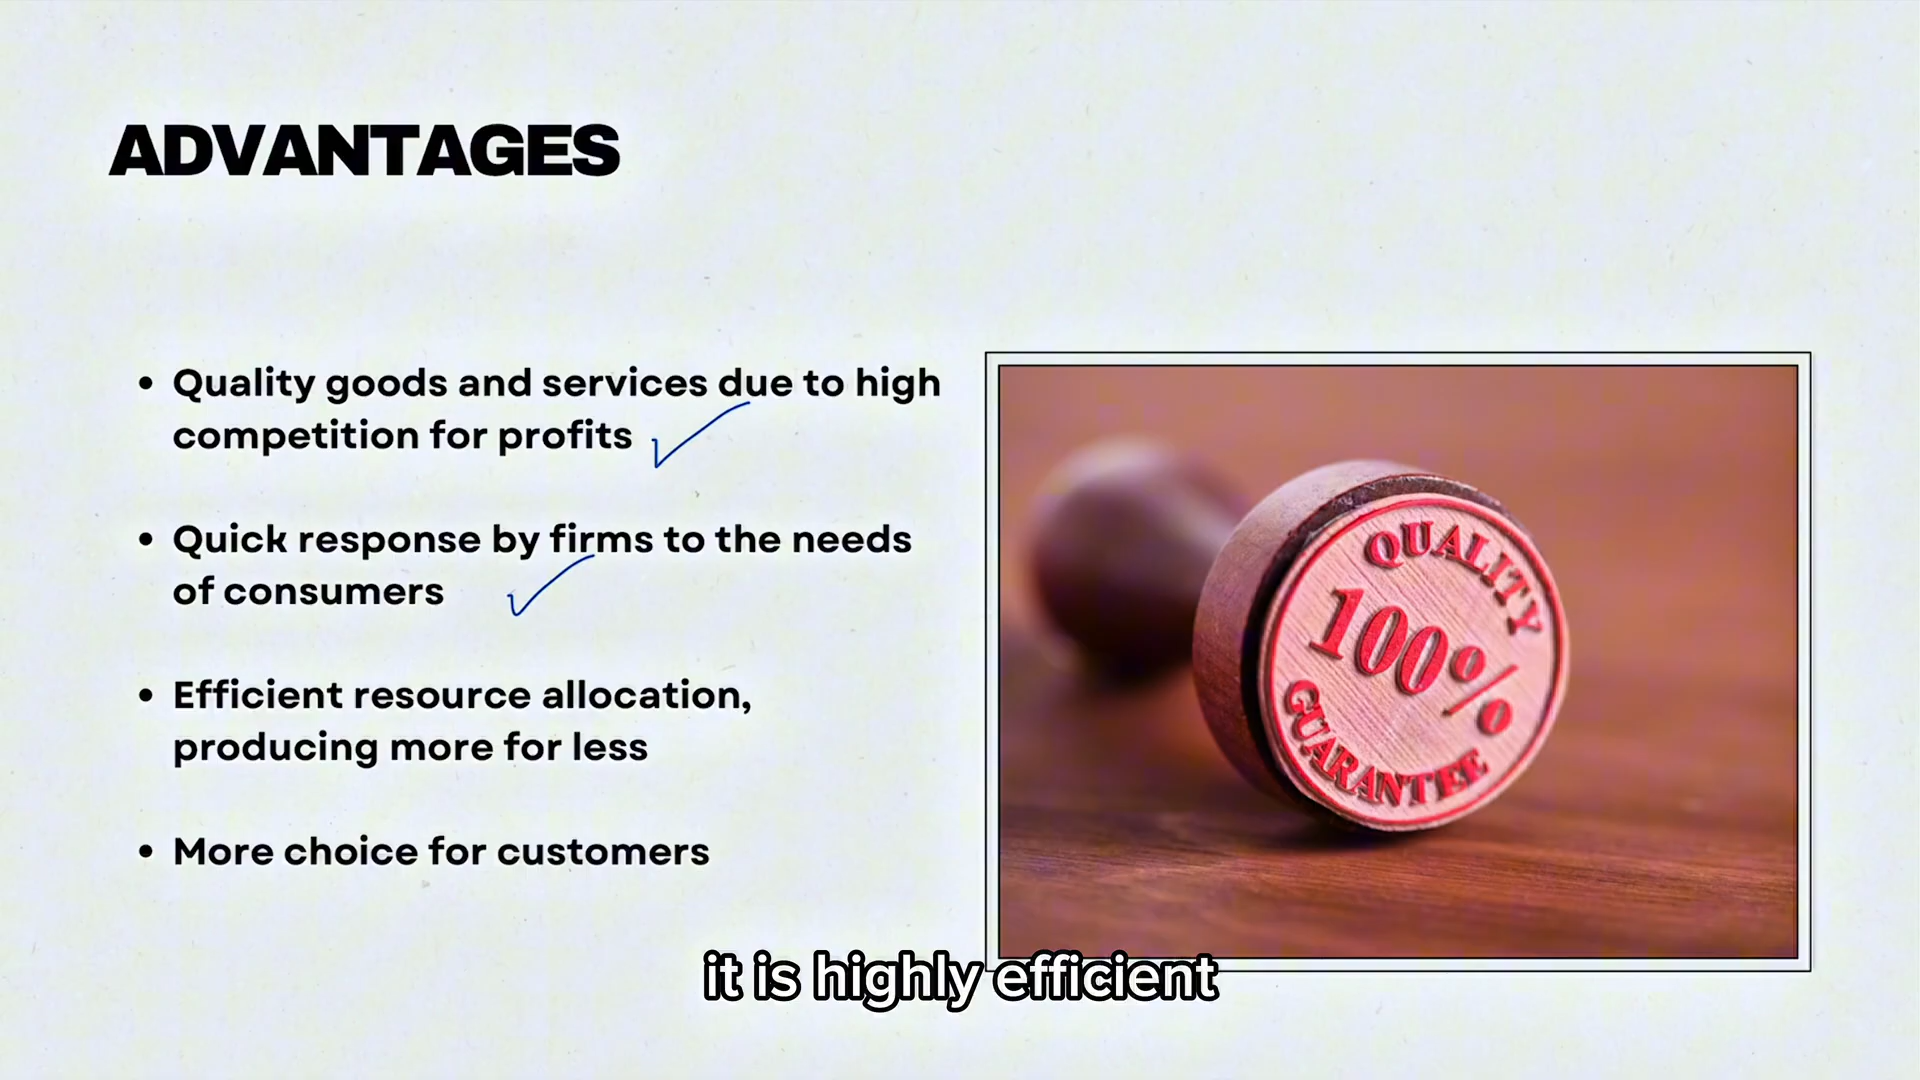 ADVANTAGES
• Quality goods and services due to high
competition for profits
• Quick response by firms to the needs
of consumers
• Efficient resource allocation,
producing more for less
• More choice for customers
QUALITY
100%
GUARANTEE
it is highly efficient